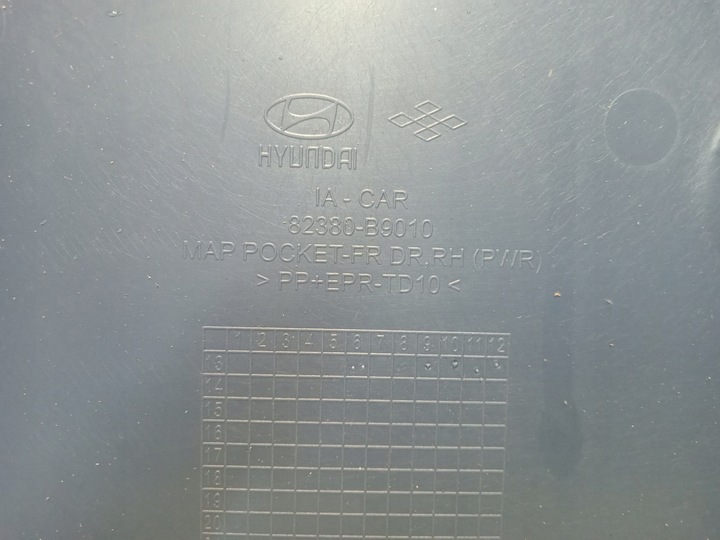 HYUNDAI
IA - CAR
82380-B9010
MAP POCKET-FR DR.RH (PWR)
> PP+EPR-TD10 <
1 2 3 4 5 6 7 8 9 10 11 12
13
14
15
16
17
18
19
20